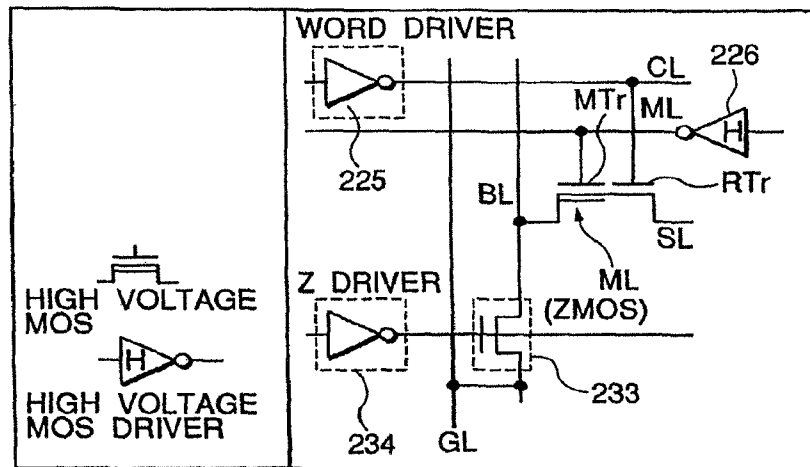 HIGH VOLTAGE
MOS
H
HIGH VOLTAGE
MOS DRIVER
WORD DRIVER
CL
226
MTr
ML
H
225
RTr
BL
SL
Z DRIVER
ML
(ZMOS)
233
234
GL